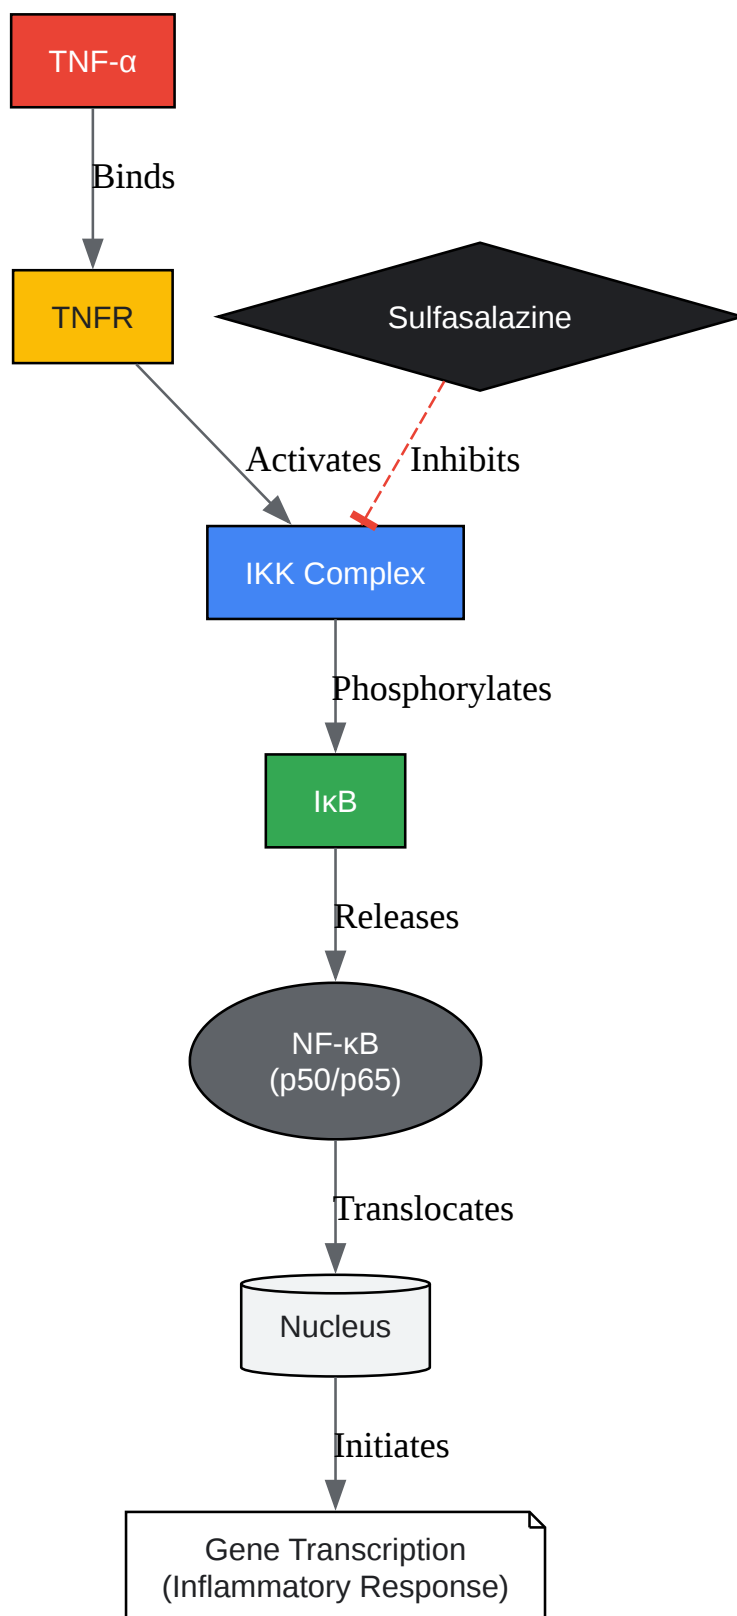 TNF-α
Binds
TNFR
Sulfasalazine
Activates
Inhibits
IKK Complex
Phosphorylates
IκB
Releases
NF-κB
(p50/p65)
Translocates
Nucleus
Initiates
Gene Transcription
(Inflammatory Response)